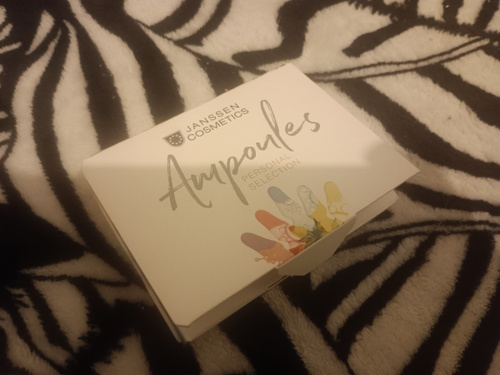 JANSSEN
COSMETICS
Ampoules
PERSONAL
SELECTION